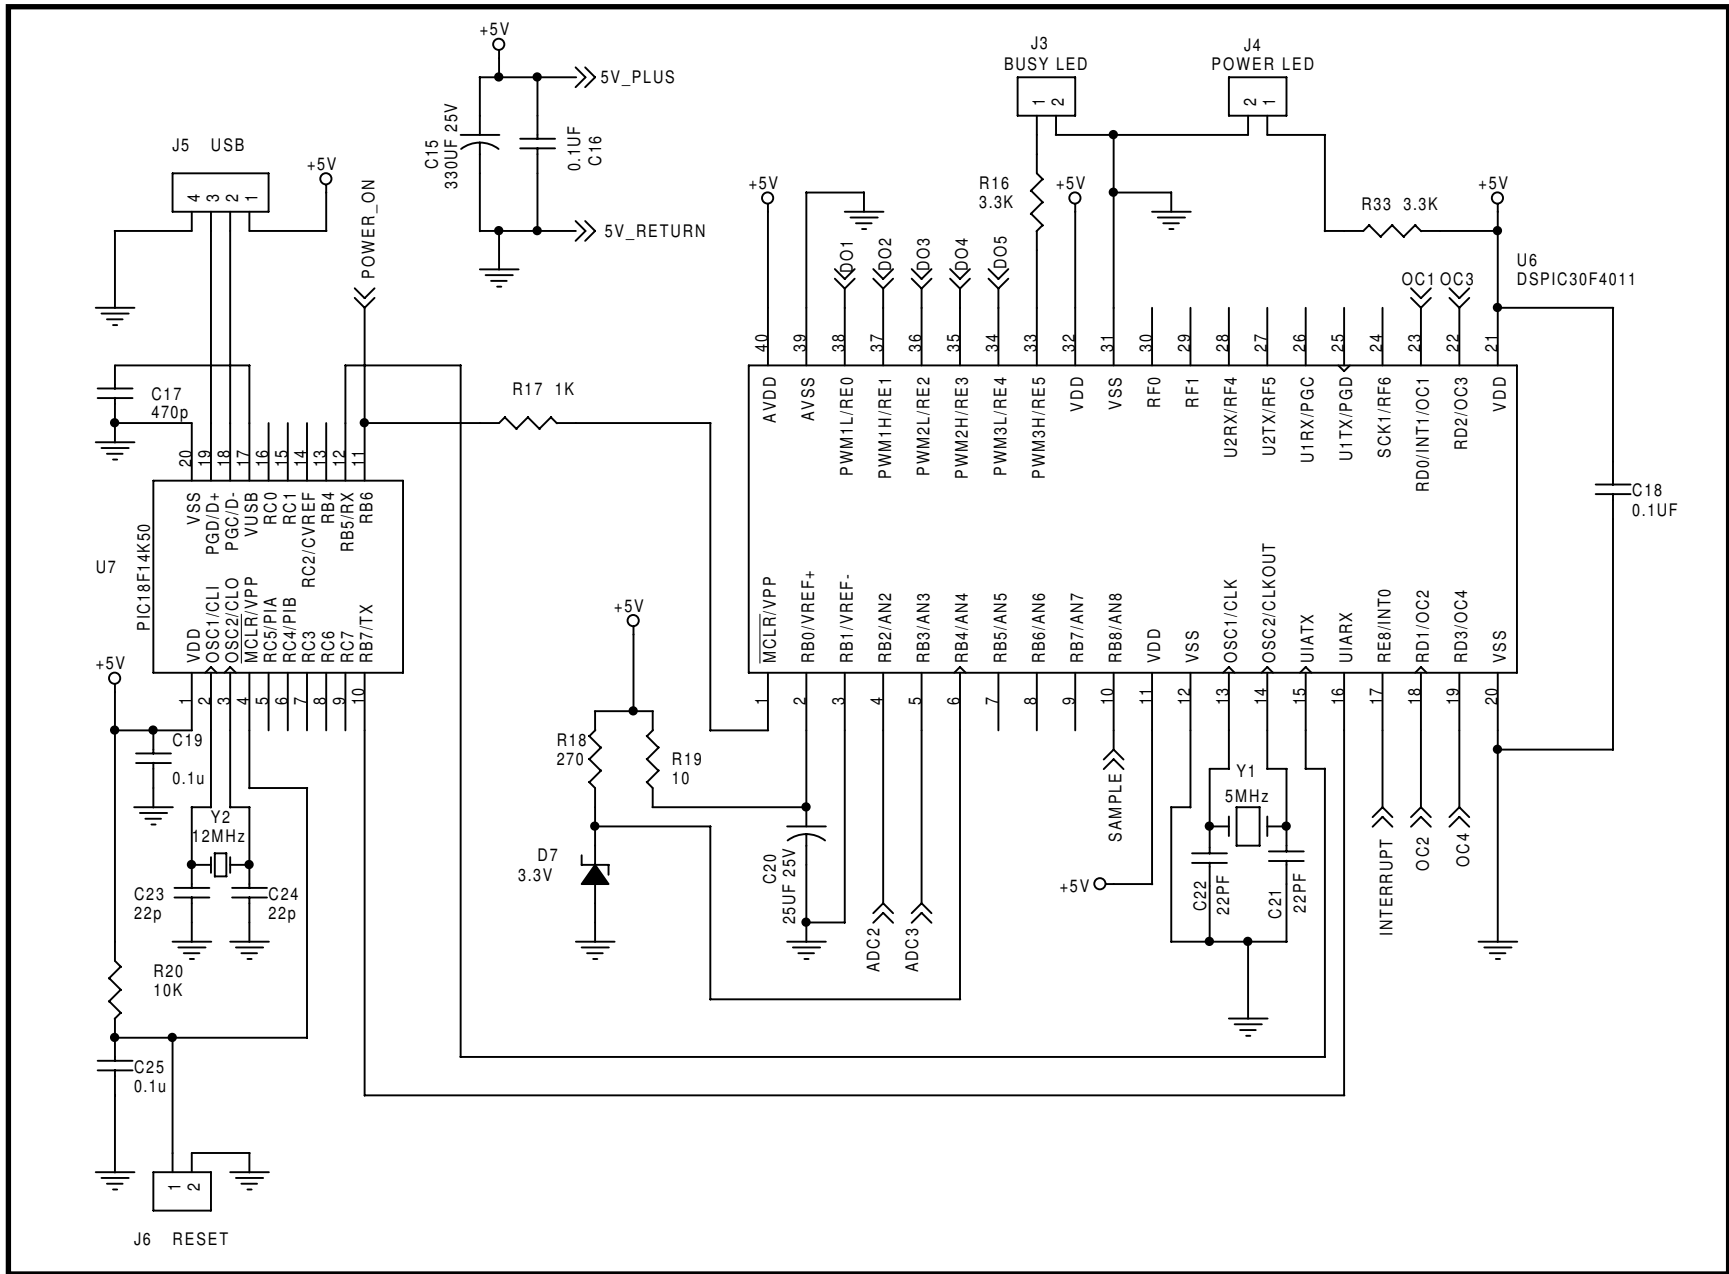 +5V
5V_PLUS
C15
330UF 25V
0.1UF
C16
5V_RETURN
J3
BUSY LED
1
2
J4
POWER LED
2
1
J5 USB
4
3
2
1
+5V
POWER_ON
+5V
R16
3.3K
+5V
R33 3.3K
+5V
U6
DSPIC30F4011
DO1
DO2
DO3
DO4
DO5
OC1
OC3
40
39
38
37
36
35
34
33
32
31
30
29
28
27
26
25
24
23
22
21
AVDD
AVSS
PWM1L/RE0
PWM1H/RE1
PWM2L/RE2
PWM2H/RE3
PWM3L/RE4
PWM3H/RE5
VDD
VSS
RF0
RF1
U2RX/RF4
U2TX/RF5
U1RX/PGC
U1TX/PGD
SCK1/RF6
RD0/INT1/OC1
RD2/OC3
VDD
C17
470p
R17 1K
20
19
18
17
16
15
14
13
12
11
VSS
PGD/D+
PGC/D-
VUSB
RC0
RC1
RC2/CVREF
RB4
RB5/RX
RB6
C18
0.1UF
U7
PIC18F14K50
VDD
OSC1/CLI
OSC2/CLO
MCLR/VPP
RC5/PIA
RC4/PIB
RC3
RC6
RC7
RB7/TX
1
2
3
4
5
6
7
8
9
10
MCLR/VPP
RB0/VREF+
RB1/VREF-
RB2/AN2
RB3/AN3
RB4/AN4
RB5/AN5
RB6/AN6
RB7/AN7
RB8/AN8
VDD
VSS
OSC1/CLK
OSC2/CLKOUT
UIATX
UIARX
RE8/INT0
RD1/OC2
RD3/OC4
VSS
1
2
3
4
5
6
7
8
9
10
11
12
13
14
15
16
17
18
19
20
+5V
+5V
C19
0.1u
R18
270
R19
10
Y2
12MHz
C23
22p
C24
22p
D7
3.3V
C20
25UF 25V
ADC2
ADC3
SAMPLE
+5V
Y1
5MHz
C22
22PF
C21
22PF
INTERRUPT
OC2
OC4
R20
10K
C25
0.1u
1
2
J6 RESET